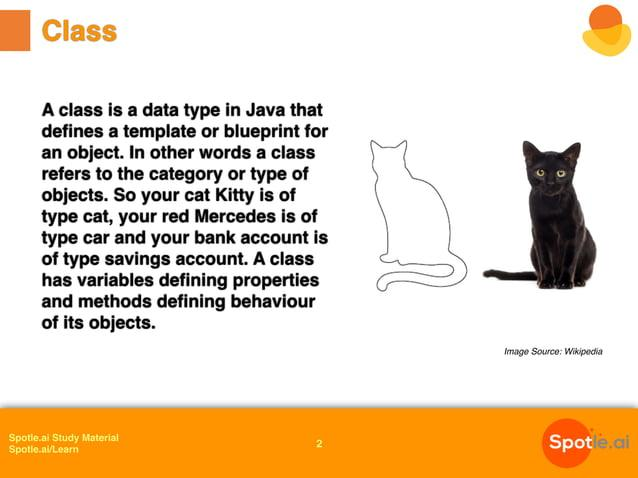 Class
A class is a data type in Java that
defines a template or blueprint for
an object. In other words a class
refers to the category or type of
objects. So your cat Kitty is of
type cat, your red Mercedes is of
type car and your bank account is
of type savings account. A class
has variables defining properties
and methods defining behaviour
of its objects.
Image Source: Wikipedia
Spotle.ai Study Material
Spotle.ai/Learn
2
Spotle.ai